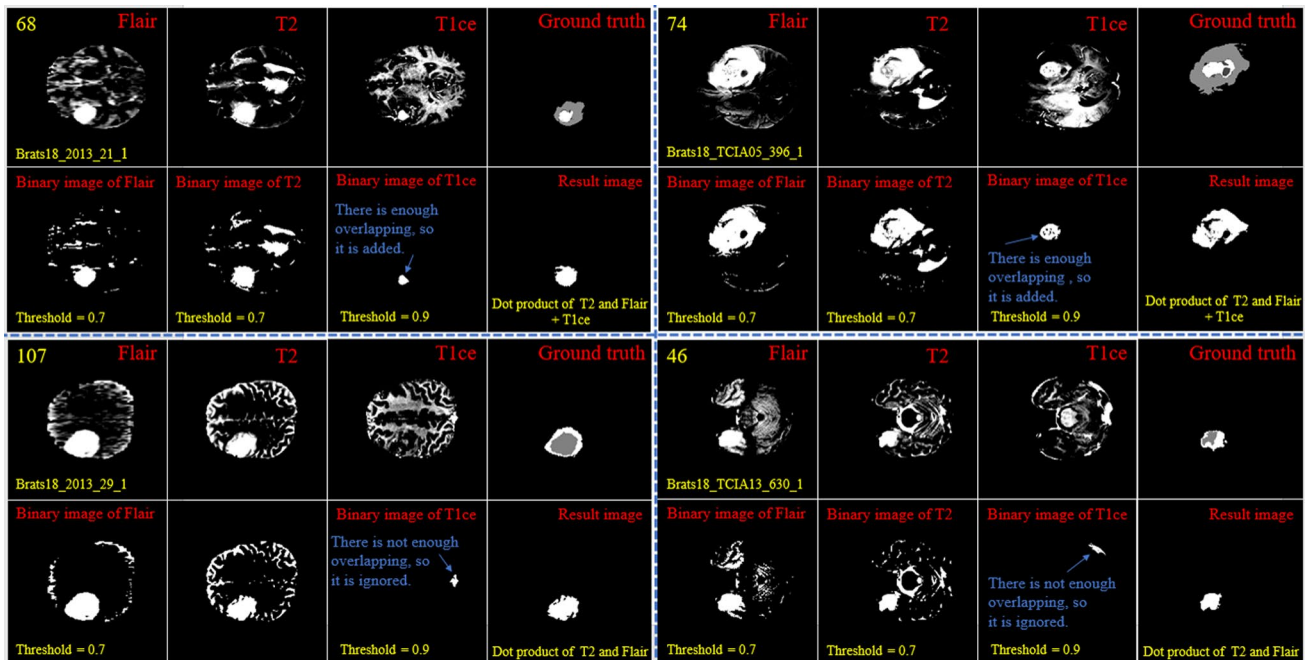 68
Flair
T2
T1ce
Ground truth
Brats18_2013_21_1
Binary image of Flair
Binary image of T2
Binary image of T1ce
Result image
There is enough
overlapping, so
it is added.
Threshold = 0.7
Threshold = 0.7
Threshold = 0.9
Dot product of T2 and Flair
+ T1ce
74
Flair
T2
T1ce
Ground truth
Brats18_TCIA05_396_1
Binary image of Flair
Binary image of T2
Binary image of T1ce
Result image
There is enough
overlapping , so
it is added.
Threshold = 0.7
Threshold = 0.7
Threshold = 0.9
Dot product of T2 and Flair
+ T1ce
107
Flair
T2
T1ce
Ground truth
Brats18_2013_29_1
Binary image of Flair
Binary image of T1ce
Result image
There is not enough
overlapping, so
it is ignored.
Threshold = 0.7
Threshold = 0.9
Dot product of T2 and Flair
46
Flair
T2
T1ce
Ground truth
Brats18_TCIA13_630_1
Binary image of Flair
Binary image of T2
Binary image of T1ce
Result image
There is not enough
overlapping, so
it is ignored.
Threshold = 0.7
Threshold = 0.7
Threshold = 0.9
Dot product of T2 and Flair